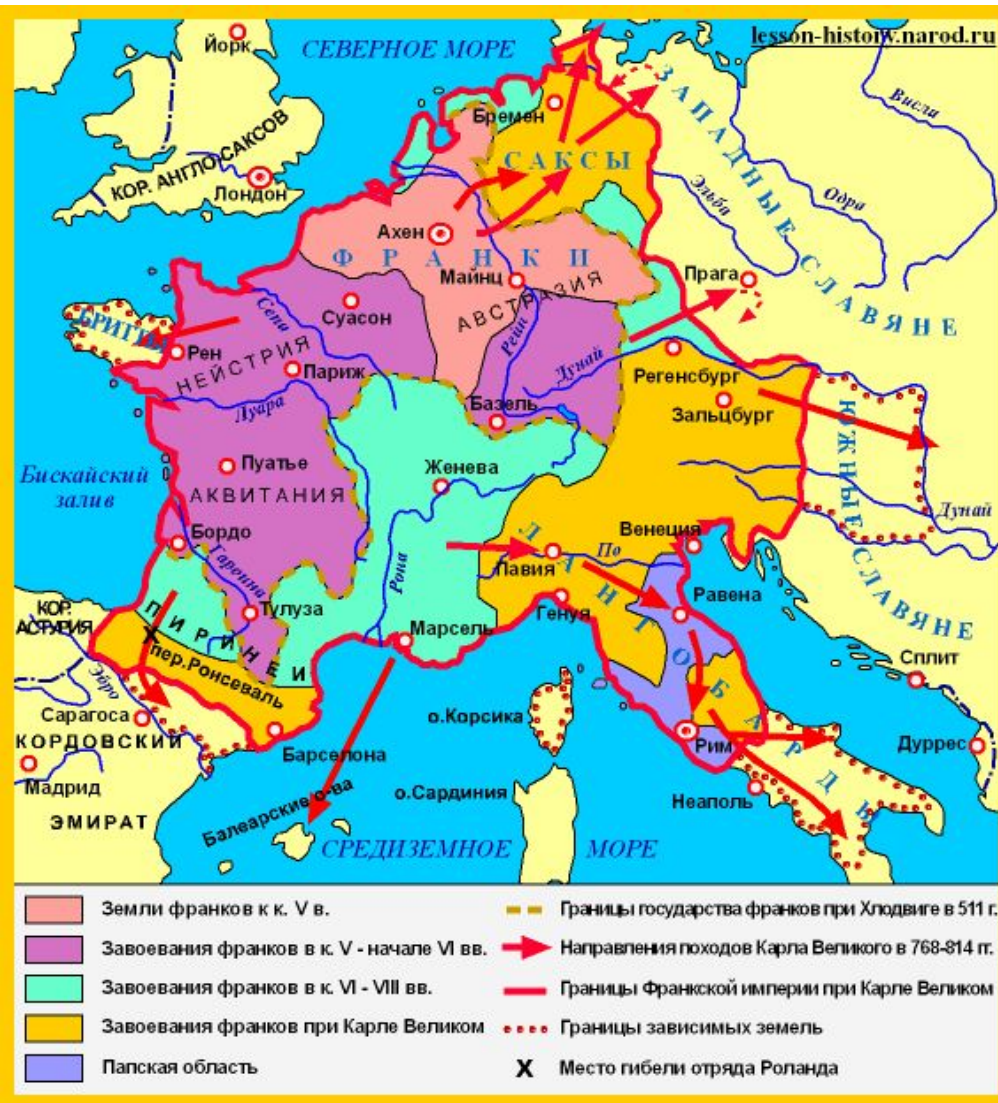 lesson-history.narod.ru
Йорк
СЕВЕРНОЕ МОРЕ
КОР. АНГЛО-САКСОВ
Лондон
Бремен
САКСЫ
ЗАПАДНЫЕ СЛАВЯНЕ
Висла
Одра
Эльба
Ахен
ФРАНКИ
Майнц
АВСТРАЗИЯ
Прага
Суасон
Сена
Рейн
БРИТТЫ
Рен
НЕЙСТРИЯ
Париж
Луара
Дунай
Регенсбург
Базель
Зальцбург
ЮЖНЫЕ СЛАВЯНЕ
Бискайский
залив
Пуатье
АКВИТАНИЯ
Женева
Бордо
Гаронна
Рона
ЛАНГОБАРДЫ
Венеция
Дунай
По
Павия
Равена
Генуя
Тулуза
ПИРИНЕИ
Марсель
КОР.
АСТУРИЯ
пер. Ронсеваль
Эбро
Сплит
Сарагоса
о.Корсика
КОРДОВСКИЙ
Барселона
Рим
Дуррес
Мадрид
о.Сардиния
Неаполь
ЭМИРАТ
Балеарские о-ва
СРЕДИЗЕМНОЕ МОРЕ
Земли франков к к. V в.
Завоевания франков в к. V - начале VI вв.
Завоевания франков в к. VI - VIII вв.
Завоевания франков при Карле Великом
Папская область
Границы государства франков при Хлодвиге в 511 г.
Направления походов Карла Великого в 768-814 гг.
Границы Франкской империи при Карле Великом
Границы зависимых земель
X Место гибели отряда Роланда